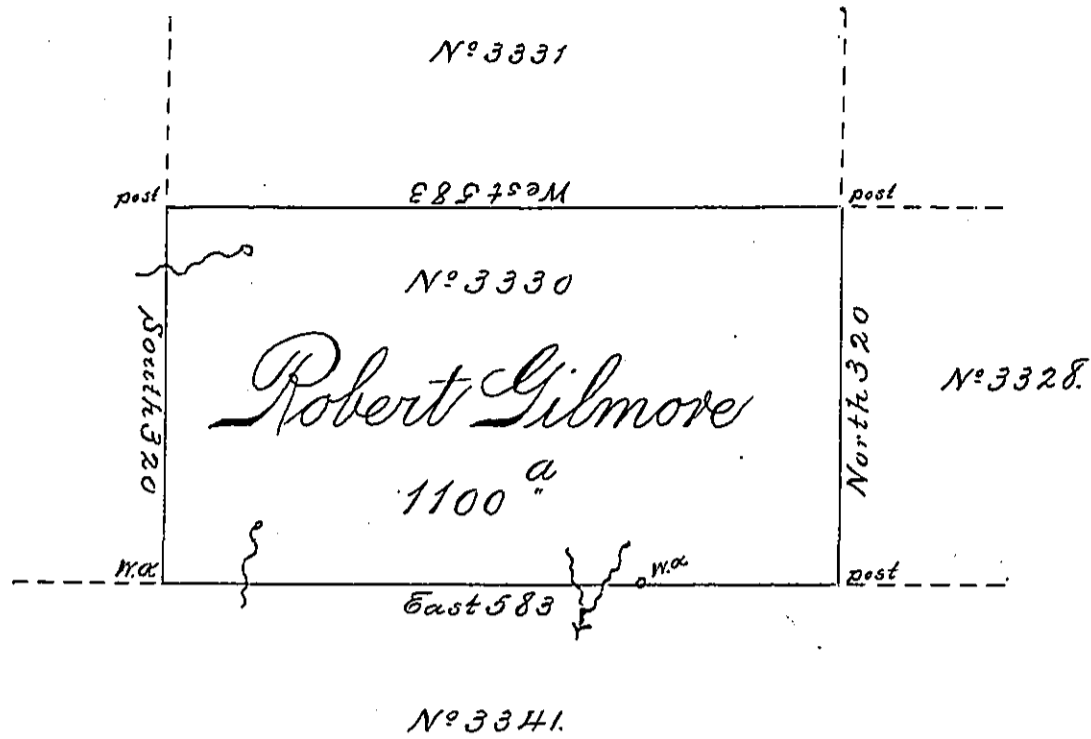 Nº 3331
post
West 583
post
Nº 3330
South 320
Robert Gilmore
North 320
Nº 3328.
1100 a
W.O
W.O
post
East 583
Nº 3341.